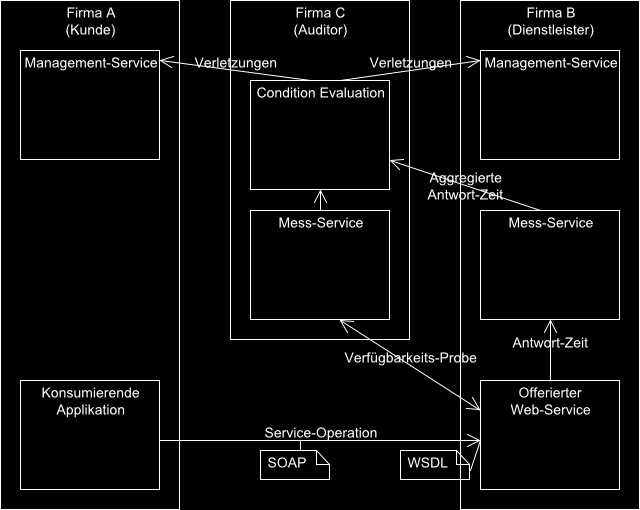 Firma A
(Kunde)
Firma C
(Auditor)
Firma B
(Dienstleister)
Management-Service
Verletzungen
Verletzungen
Management-Service
Condition Evaluation
Aggregierte
Antwort-Zeit
Mess-Service
Mess-Service
Antwort-Zeit
Verfügbarkeits-Probe
Konsumierende
Applikation
Offerierter
Web-Service
Service-Operation
SOAP
WSDL